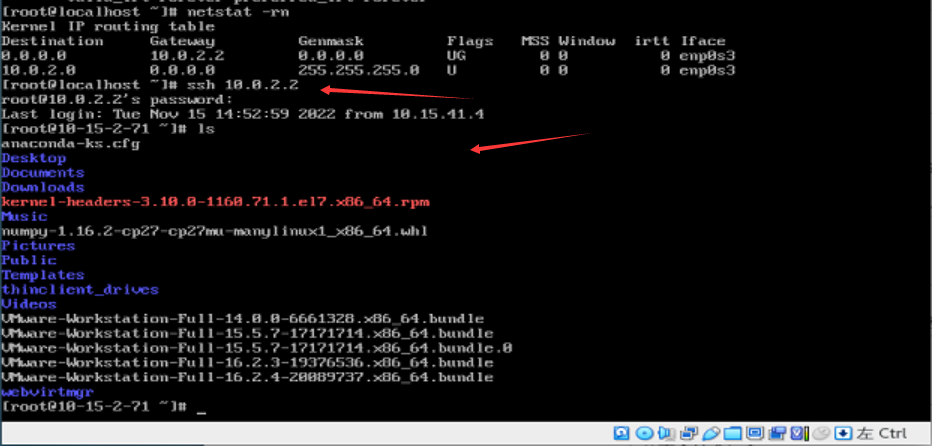 [root@localhost ~]# netstat -rn
Kernel IP routing table
Destination Gateway Genmask Flags MSS Window irtt Iface
0.0.0.0 10.0.2.2 0.0.0.0 UG 0 0 0 enp0s3
10.0.2.0 0.0.0.0 255.255.255.0 U 0 0 0 enp0s3
[root@localhost ~]# ssh 10.0.2.2
root@10.0.2.2's password:
Last login: Tue Nov 15 14:52:59 2022 from 10.15.41.4
[root@10-15-2-71 ~]# ls
anaconda-ks.cfg
Desktop
Documents
Downloads
kernel-headers-3.10.0-1160.71.1.el7.x86_64.rpm
Music
numpy-1.16.2-cp27-cp27mu-manylinux1_x86_64.whl
Pictures
Public
Templates
thinclient_drives
Videos
VMware-Workstation-Full-14.0.0-6661328.x86_64.bundle
VMware-Workstation-Full-15.5.7-17171714.x86_64.bundle
VMware-Workstation-Full-15.5.7-17171714.x86_64.bundle.0
VMware-Workstation-Full-16.2.3-19376536.x86_64.bundle
VMware-Workstation-Full-16.2.4-20089737.x86_64.bundle
webvirtmgr
[root@10-15-2-71 ~]# _
左 Ctrl